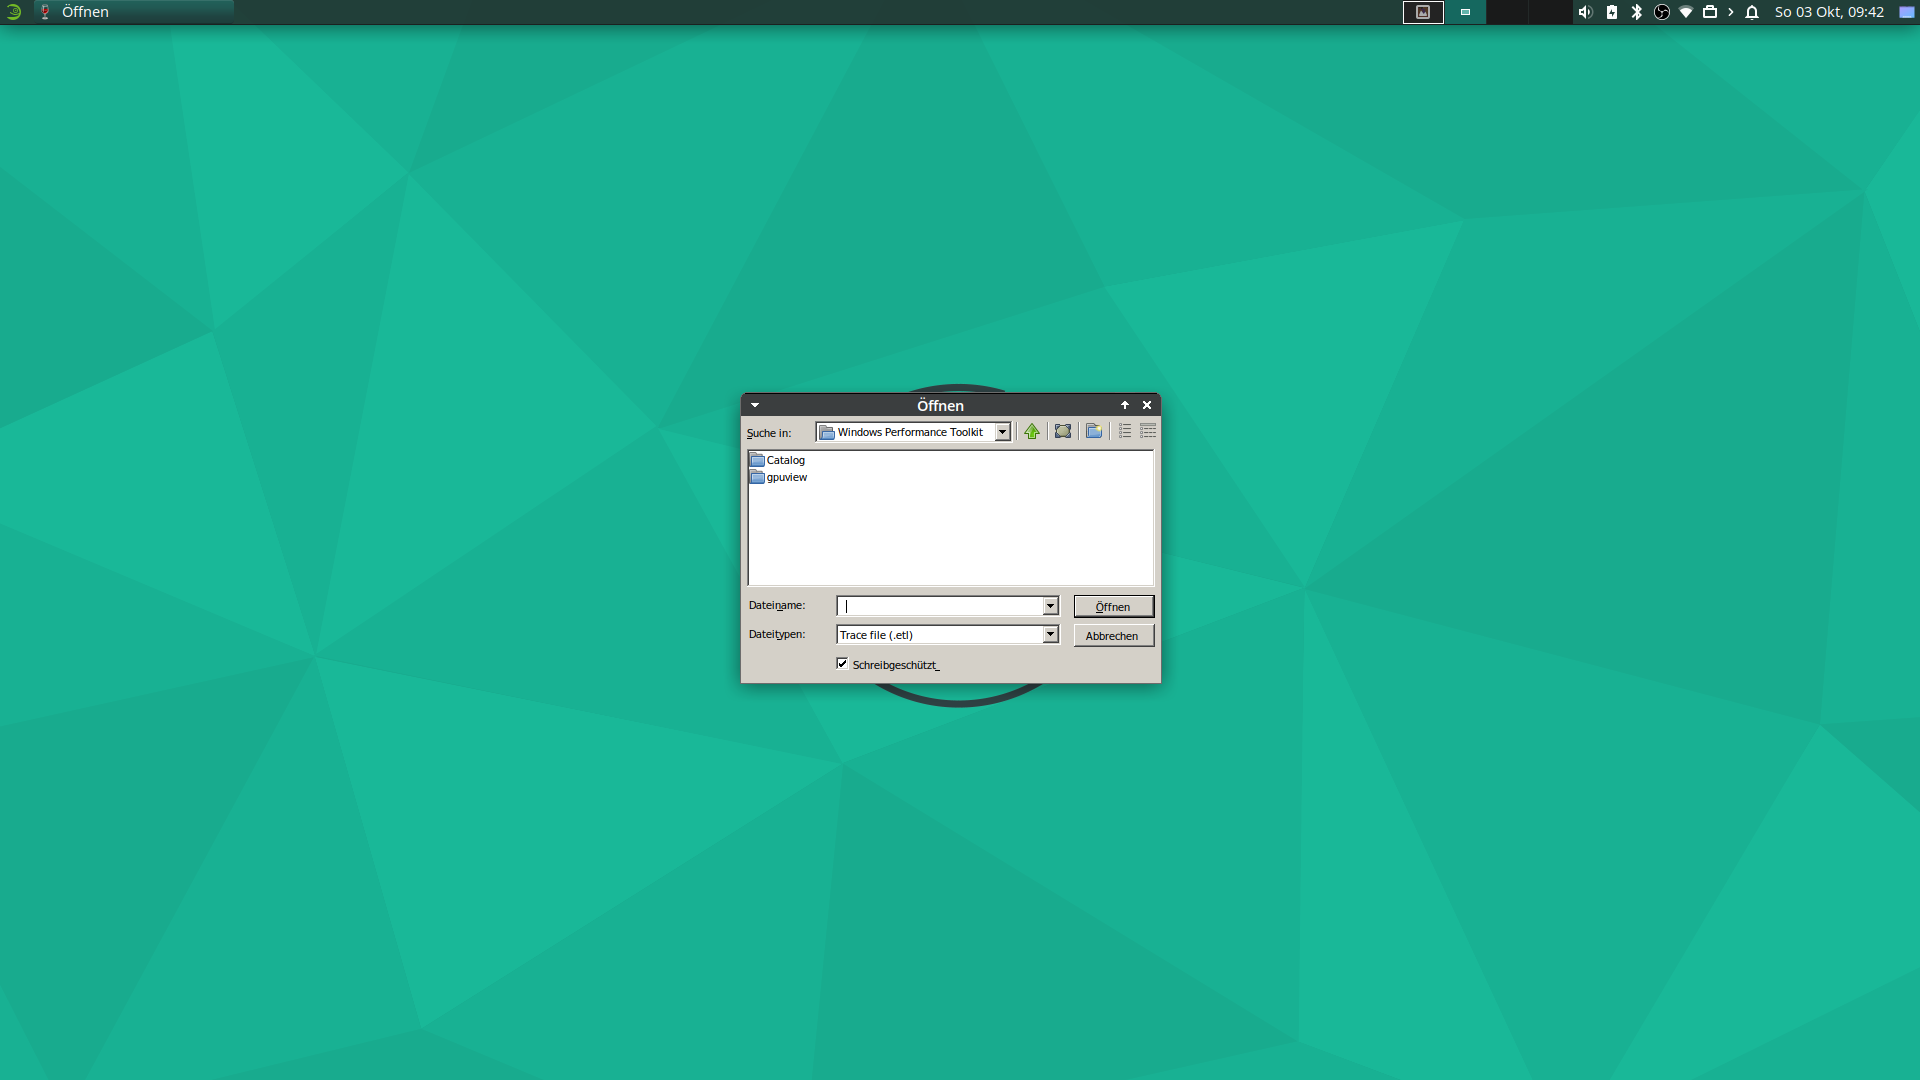 Öffnen
So 03 Okt, 09:42
Öffnen
Suche in:
Windows Performance Toolkit
Catalog
gpuview
Dateiname:
Öffnen
Dateitypen:
Trace file (.etl)
Abbrechen
Schreibgeschützt_